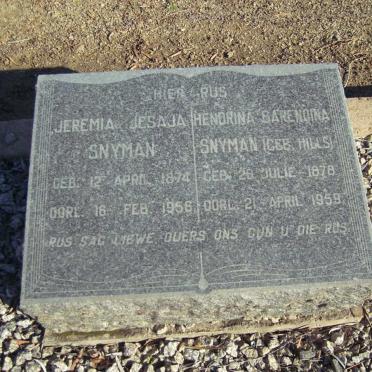 HIER RUS
JEREMIA JESAJA
SNYMAN
GEB. 12 APRIL 1874
OORL. 16 FEB. 1956
HENDRINA BARENDINA
SNYMAN (GEB. HILLS)
GEB. 26 JULIE 1878
OORL. 21 APRIL 1959
RUS SAG LIEWE OUERS ONS GUN U DIE RUS